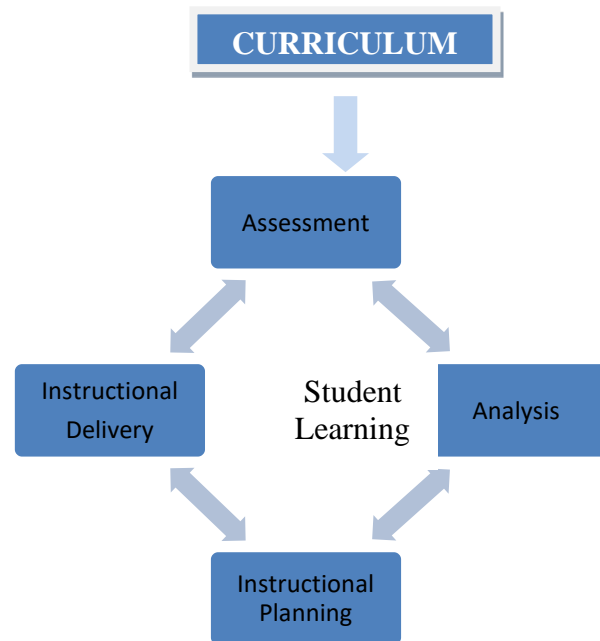 CURRICULUM
Assessment
Instructional
Delivery
Student
Learning
Analysis
Instructional
Planning